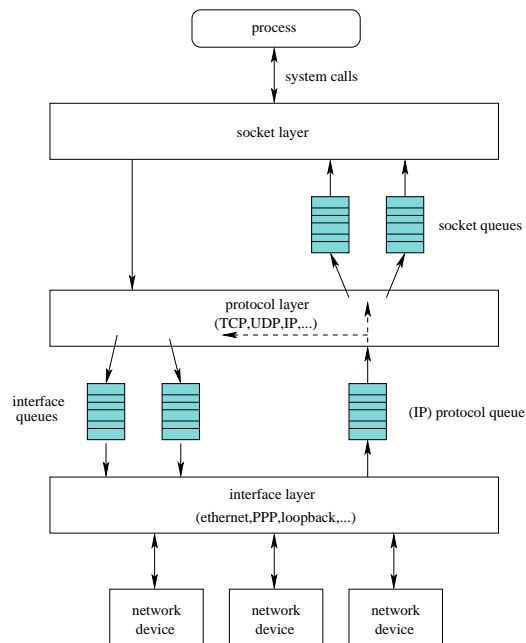 process
system calls
socket layer
socket queues
protocol layer
(TCP,UDP,IP,...)
interface
queues
(IP) protocol queue
interface layer
(ethernet,PPP,loopback,...)
network
device
network
device
network
device